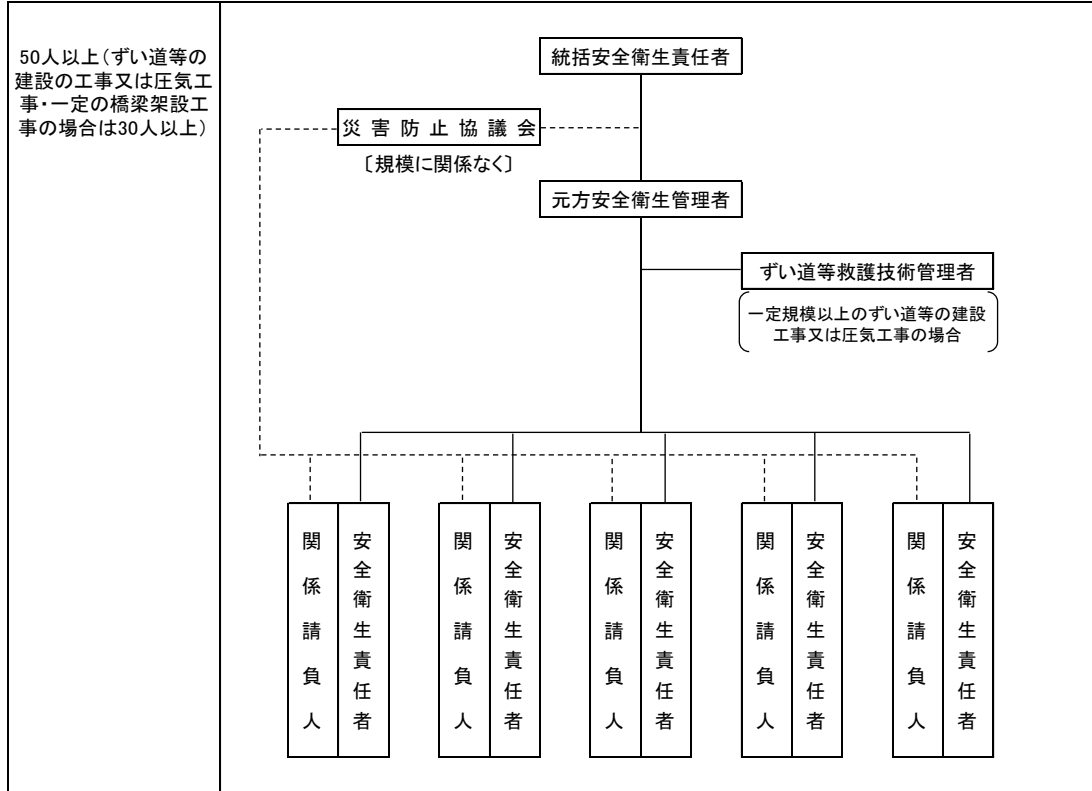 50人以上(ずい道等の
建設の工事又は圧気工
事・一定の橋梁架設工
事の場合は30人以上)
統括安全衛生責任者
災害防止協議会
〔規模に関係なく〕
元方安全衛生管理者
ずい道等救護技術管理者
一定規模以上のずい道等の建設
工事又は圧気工事の場合
関係請負人
安全衛生責任者
関係請負人
安全衛生責任者
関係請負人
安全衛生責任者
関係請負人
安全衛生責任者
関係請負人
安全衛生責任者